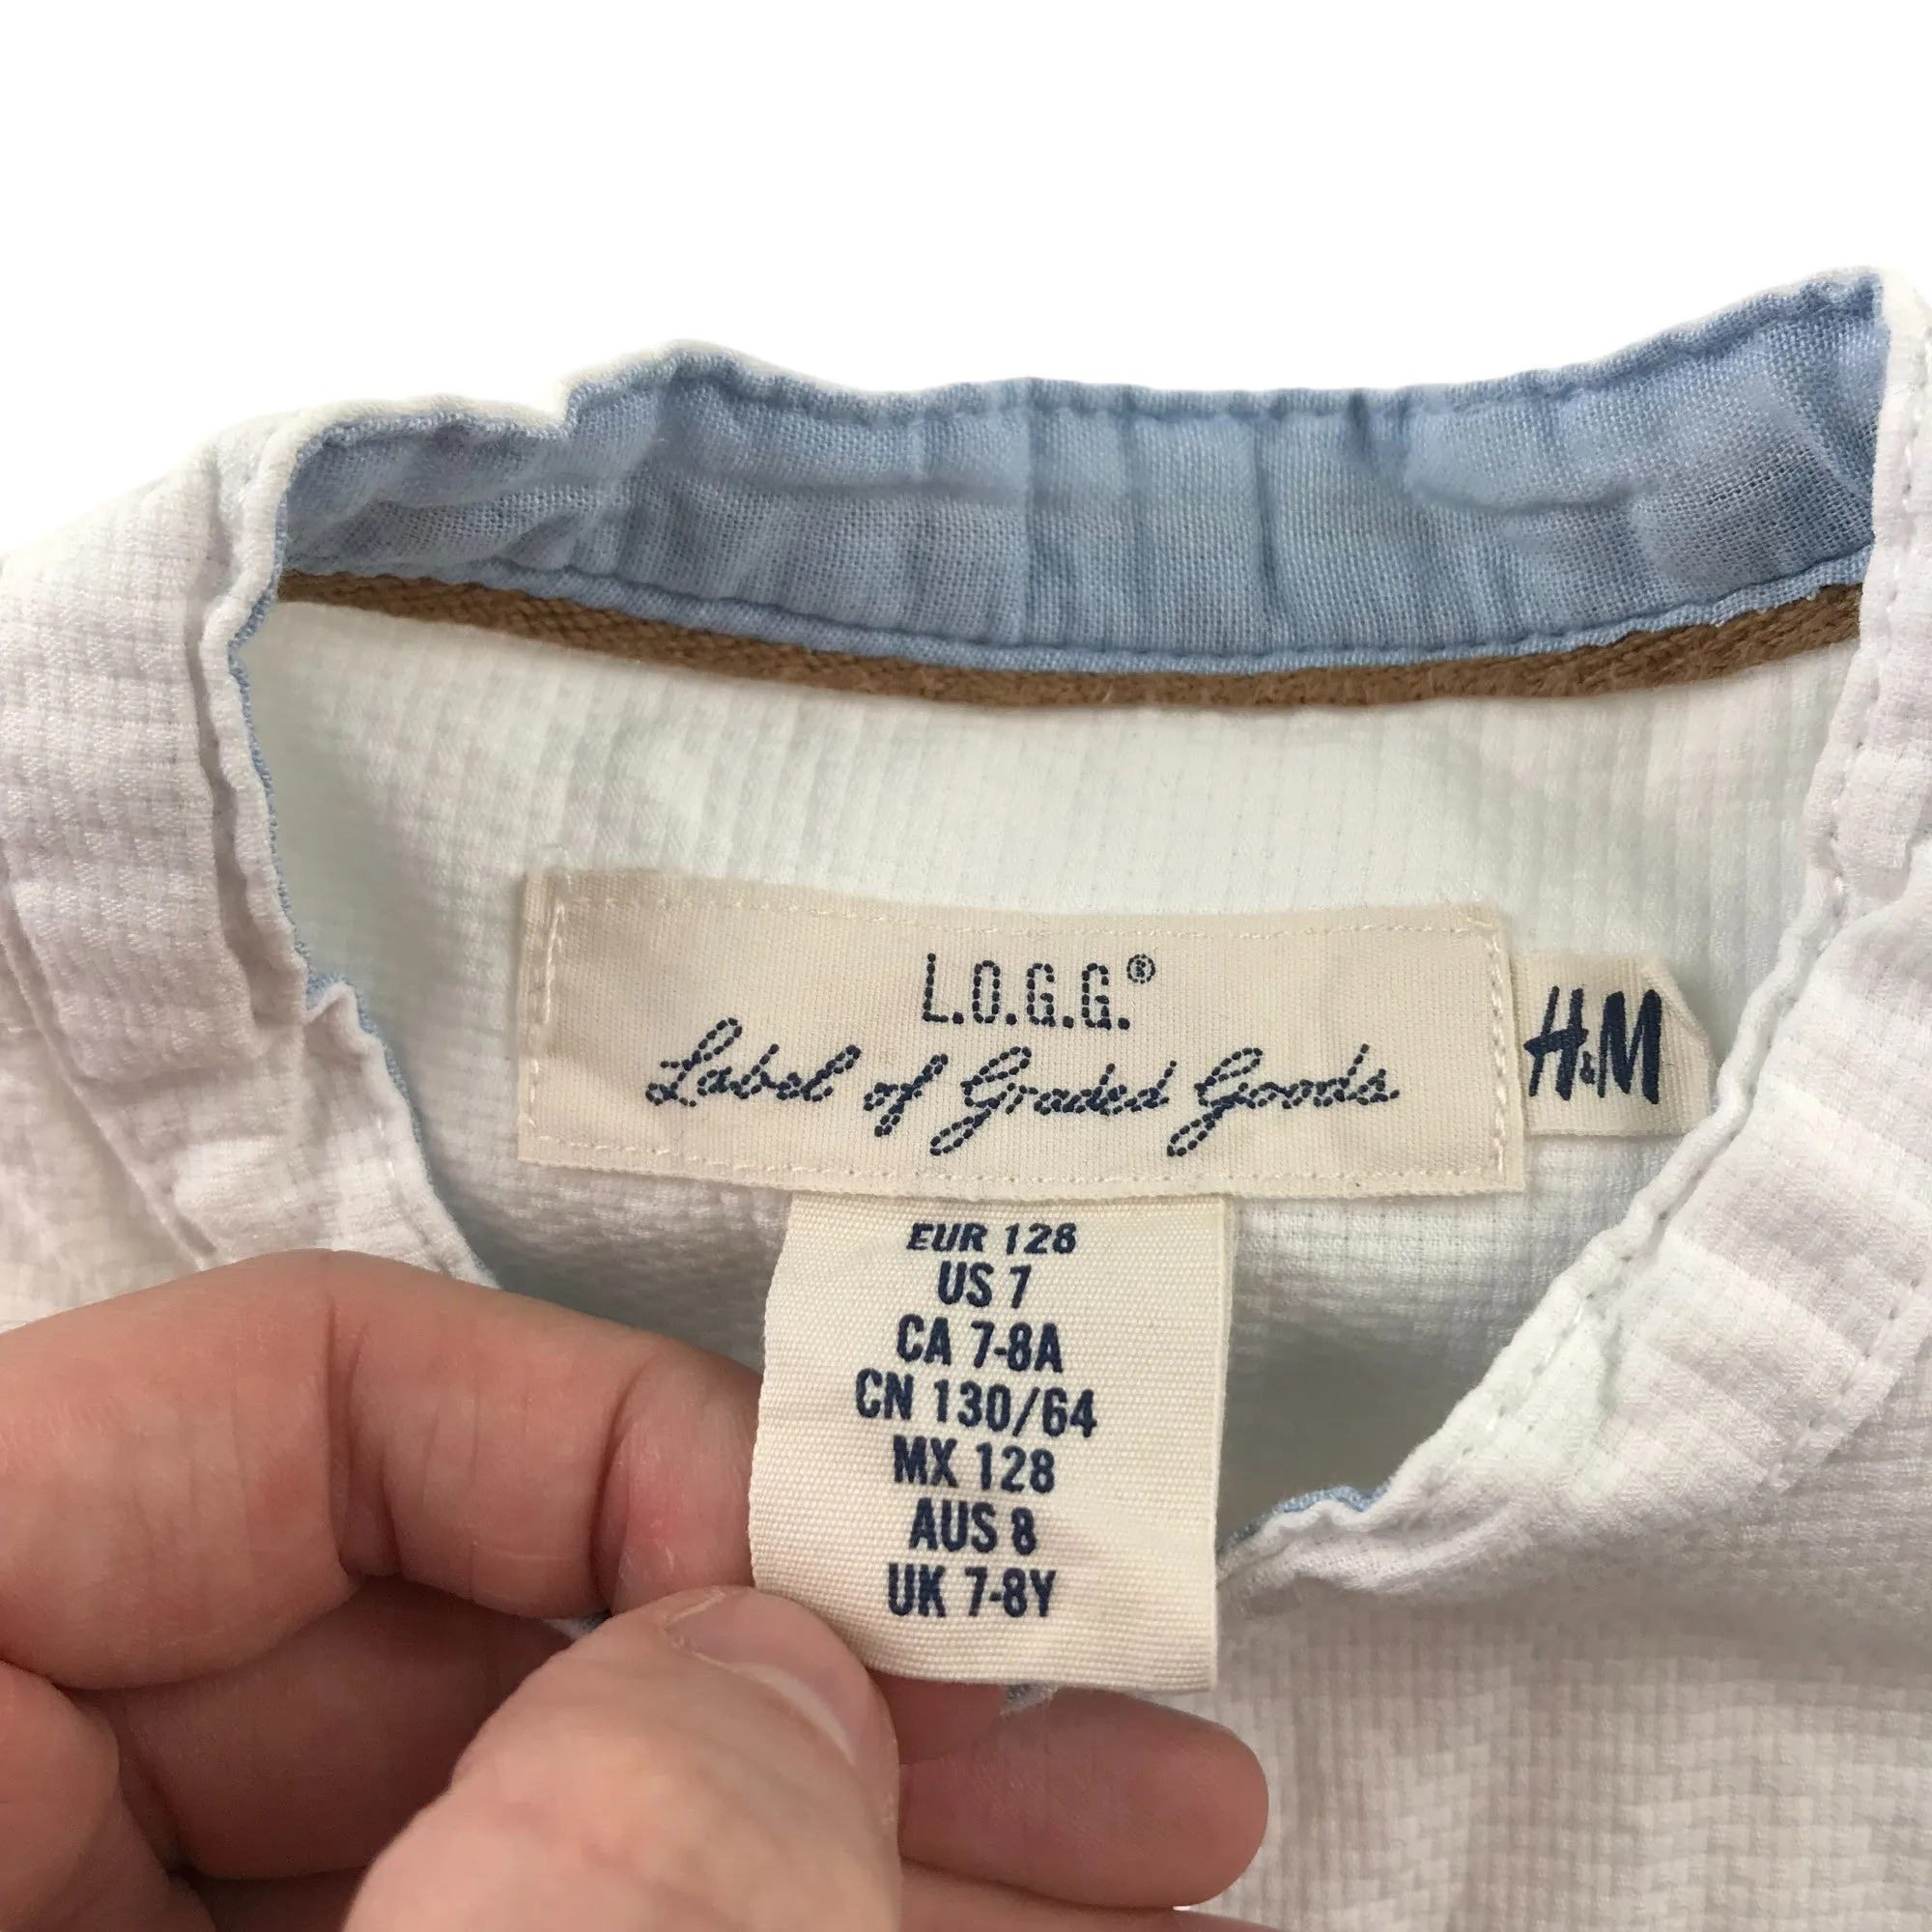 L.O.G.G.®
Label of Graded Goods
H&M
EUR 128
US 7
CA 7-8A
CN 130/64
MX 128
AUS 8
UK 7-8Y